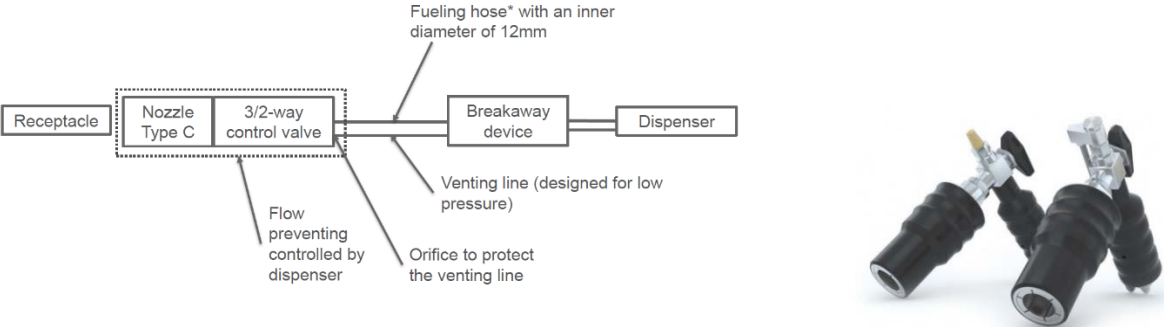 Fueling hose* with an inner
diameter of 12mm
Receptacle
Nozzle
Type C
3/2-way
control valve
Breakaway
device
Dispenser
Venting line (designed for low
pressure)
Flow
preventing
controlled by
dispenser
Orifice to protect
the venting line